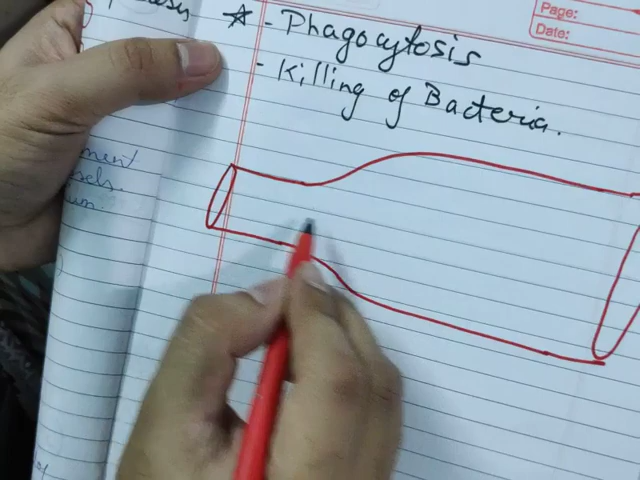 Page:
Date:
- Phagocytosis
- Killing of Bacteria.